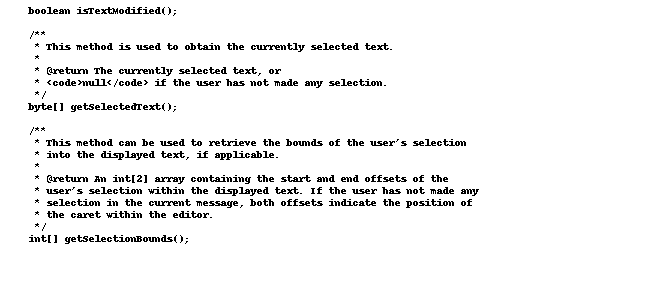 boolean isTextModified();
/**
* This method is used to obtain the currently selected text.
*
* @return The currently selected text, or
* <code>null</code> if the user has not made any selection.
*/
byte[] getSelectedText();
/**
* This method can be used to retrieve the bounds of the user's selection
* into the displayed text, if applicable.
*
* @return An int[2] array containing the start and end offsets of the
* user's selection within the displayed text. If the user has not made any
* selection in the current message, both offsets indicate the position of
* the caret within the editor.
*/
int[] getSelectionBounds();